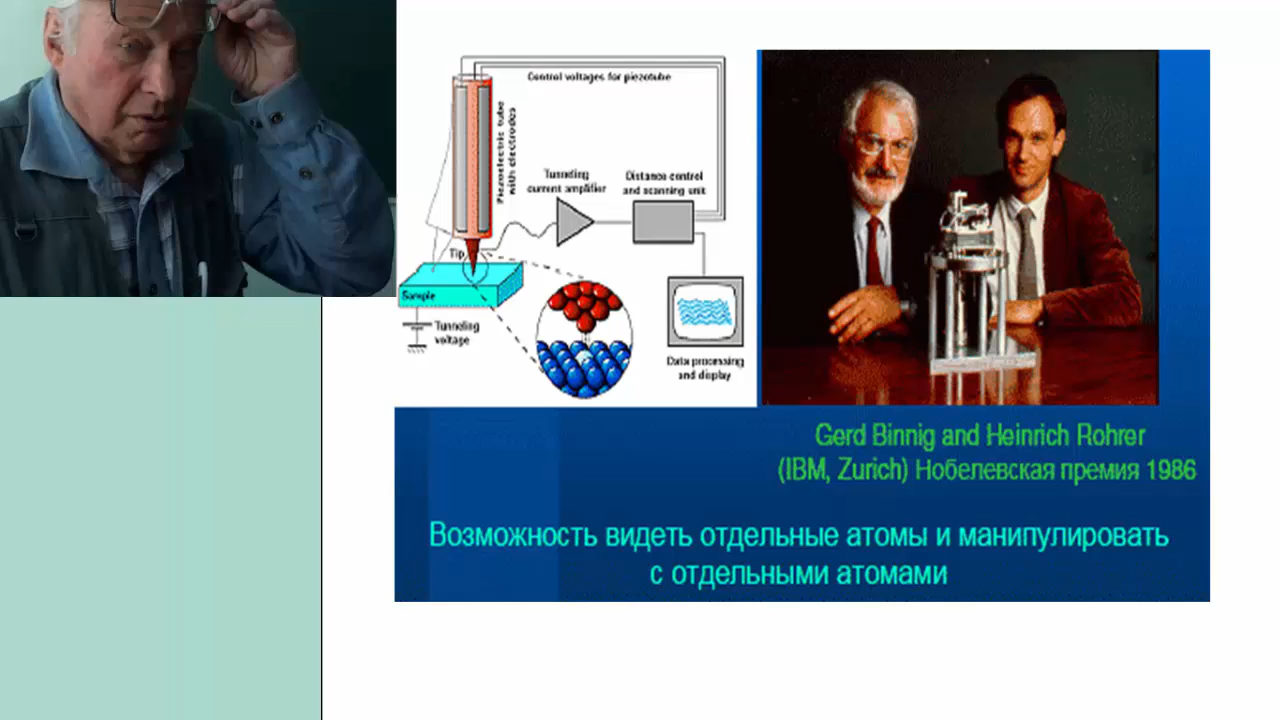 Control voltages for piezotube
Piezoelectric tube
with electrodes
Tunneling
current amplifier
Distance control
and scanning unit
Tip
Sample
Tunneling
voltage
Data processing
and display
Gerd Binnig and Heinrich Rohrer
(IBM, Zurich) Нобелевская премия 1986
Возможность видеть отдельные атомы и манипулировать
с отдельными атомами